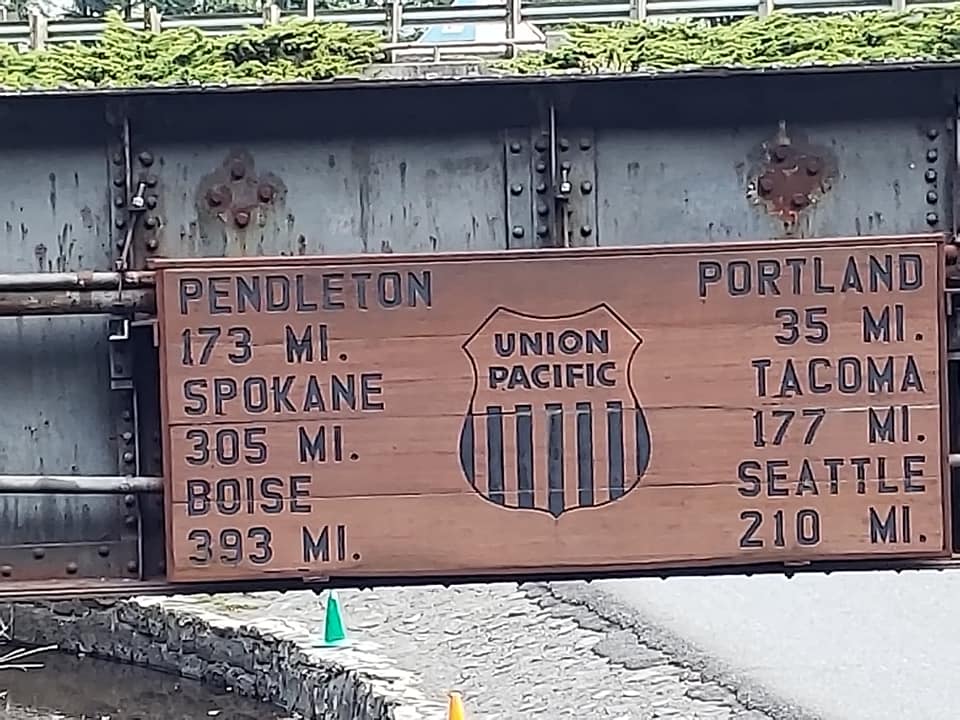 PENDLETON
173 MI.
SPOKANE
305 MI.
BOISE
393 MI.
UNION
PACIFIC
PORTLAND
35 MI.
TACOMA
177 MI.
SEATTLE
210 MI.